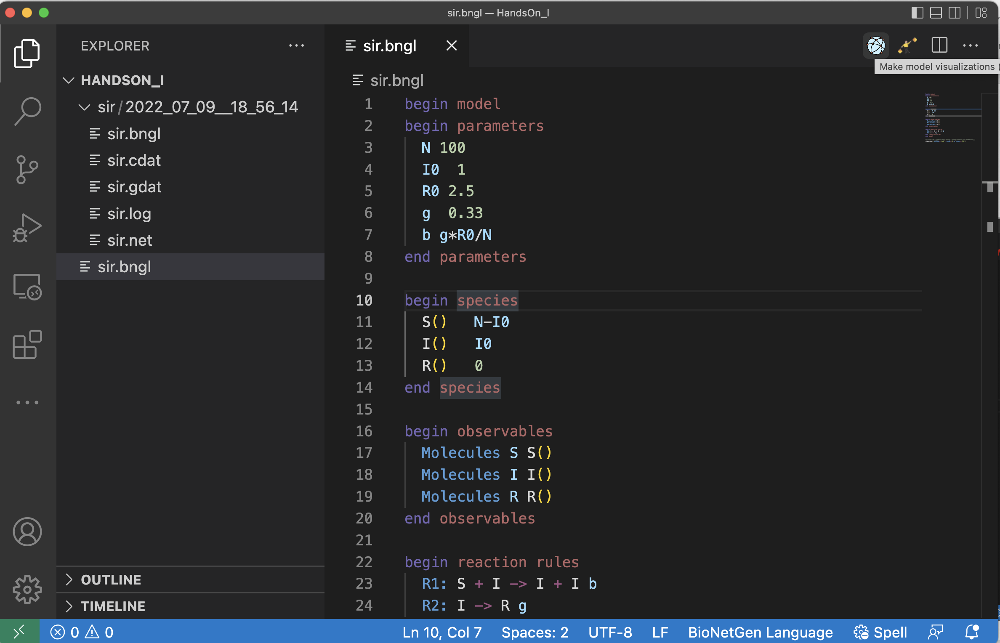 sir.bngl — HandsOn_I
EXPLORER
HANDSON_I
sir/2022_07_09__18_56_14
sir.bngl
sir.cdat
sir.gdat
sir.log
sir.net
sir.bngl
OUTLINE
TIMELINE
sir.bngl
Make model visualizations (
sir.bngl
1 begin model
2 begin parameters
3 N 100
4 I0 1
5 R0 2.5
6 g 0.33
7 b g*R0/N
8 end parameters
9
10 begin species
11 S() N-I0
12 I() I0
13 R() 0
14 end species
15
16 begin observables
17 Molecules S S()
18 Molecules I I()
19 Molecules R R()
20 end observables
21
22 begin reaction rules
23 R1: S + I -> I + I b
24 R2: I -> R g
0 0 Ln 10, Col 7 Spaces: 2 UTF-8 LF BioNetGen Language Spell